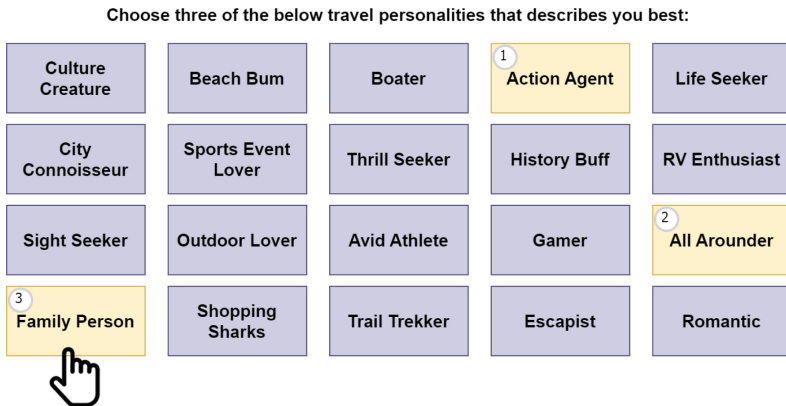 Choose three of the below travel personalities that describes you best:
Culture
Creature
Beach Bum
Boater
1
Action Agent
Life Seeker
City
Connoisseur
Sports Event
Lover
Thrill Seeker
History Buff
RV Enthusiast
Sight Seeker
Outdoor Lover
Avid Athlete
Gamer
2
All Arounder
3
Family Person
Shopping
Sharks
Trail Trekker
Escapist
Romantic